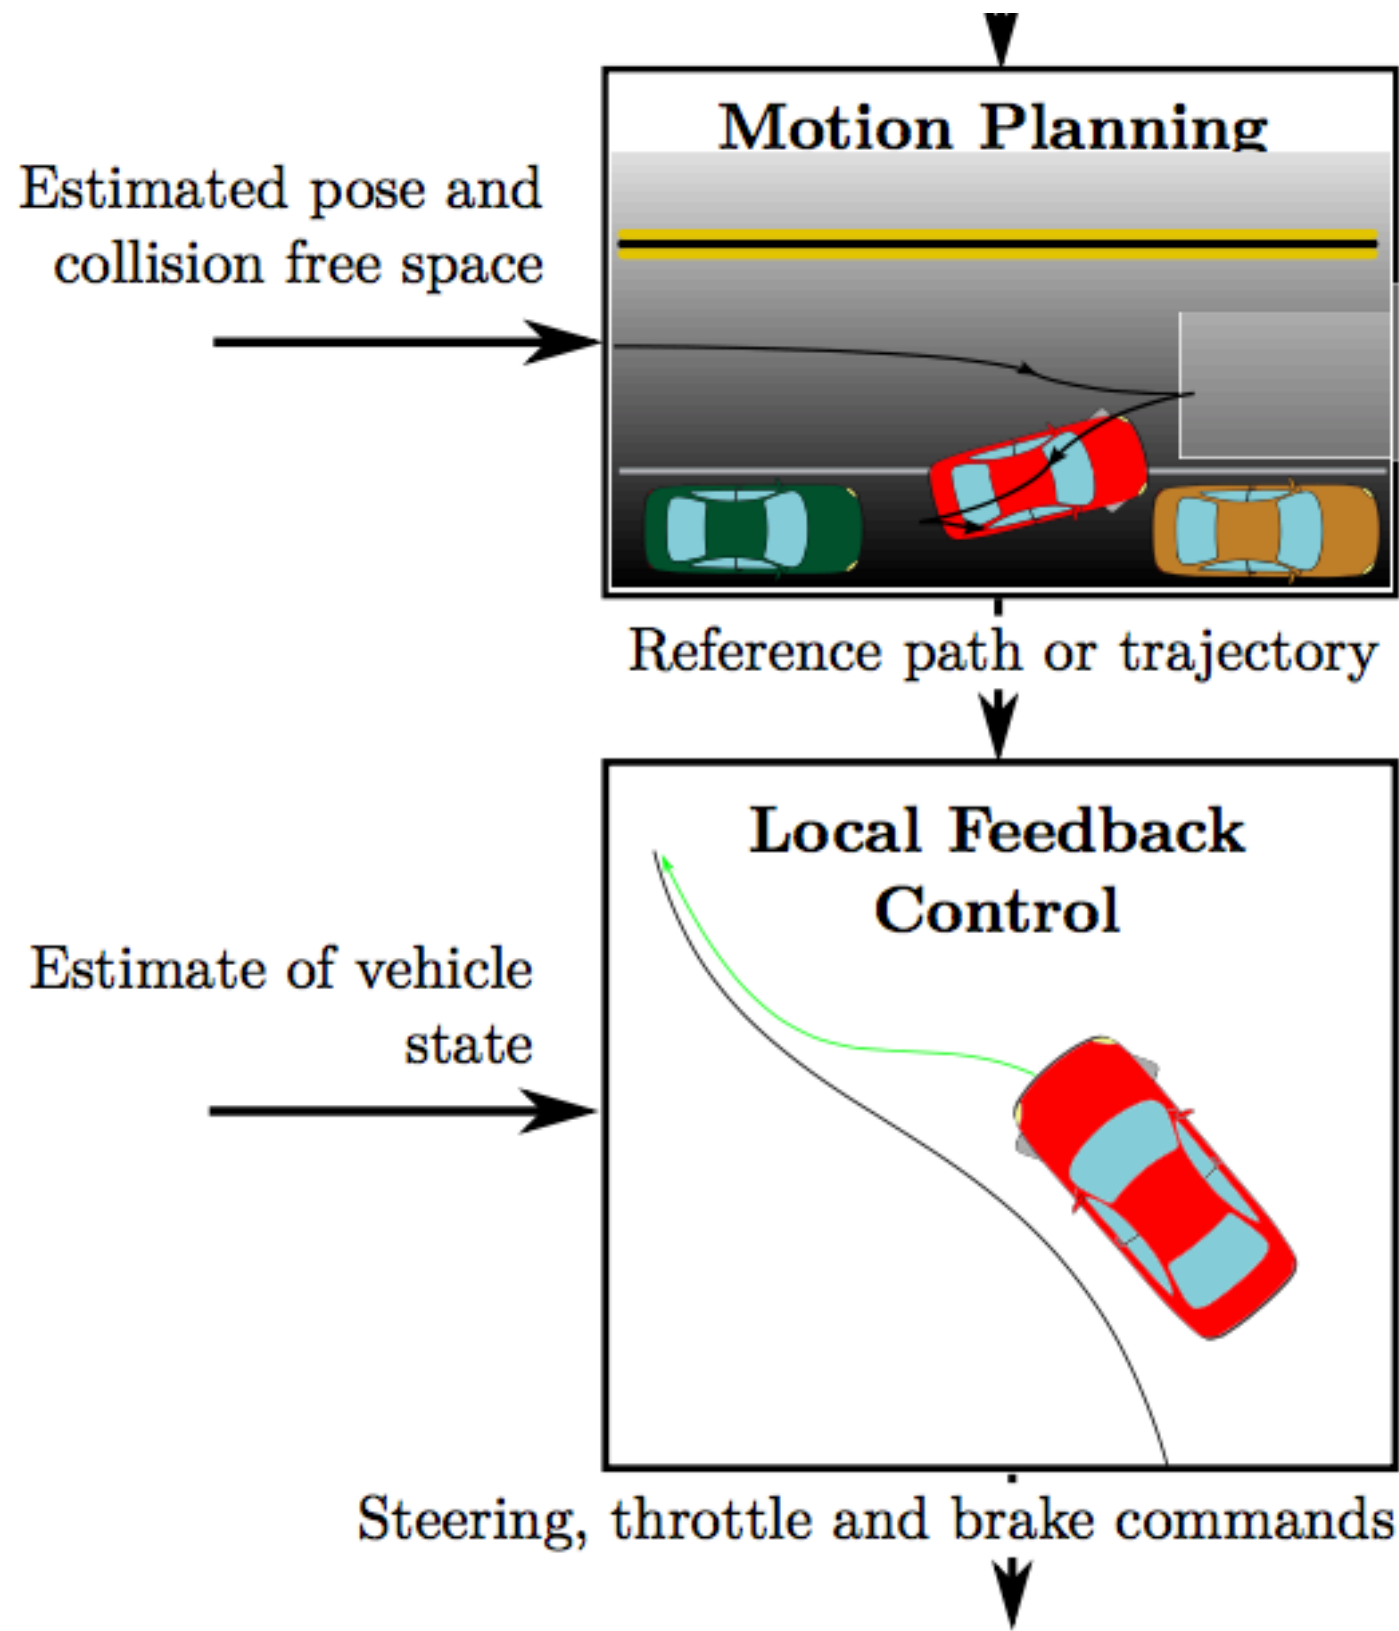 Motion Planning
Estimated pose and
collision free space
Reference path or trajectory
Local Feedback
Control
Estimate of vehicle
state
Steering, throttle and brake commands